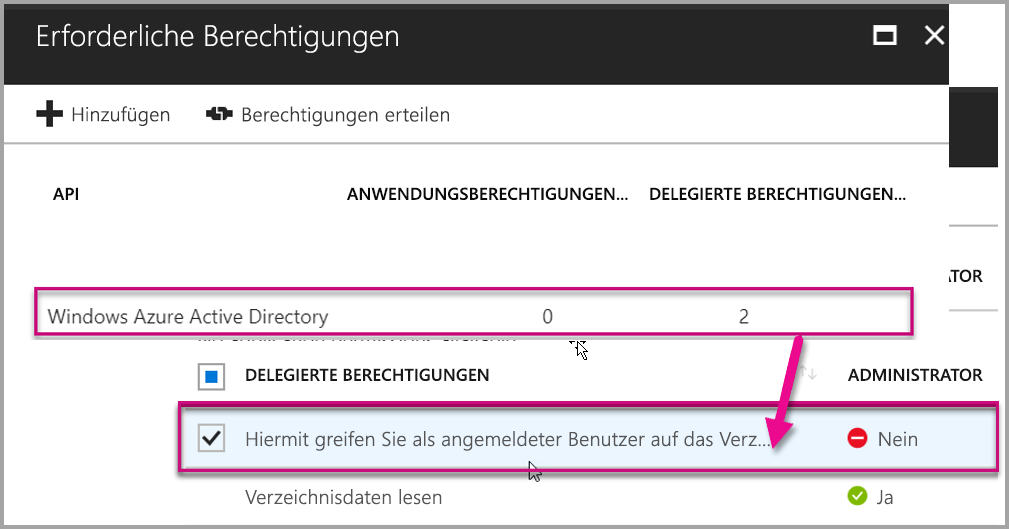 Erforderliche Berechtigungen
Hinzufügen Berechtigungen erteilen
API ANWENDUNGSBERECHTIGUNGEN... DELEGIERTE BERECHTIGUNGEN...
ATOR
Windows Azure Active Directory 0 2
DELEGIERTE BERECHTIGUNGEN ADMINISTRATOR
Hiermit greifen Sie als angemeldeter Benutzer auf das Verz... Nein
Verzeichnisdaten lesen Ja